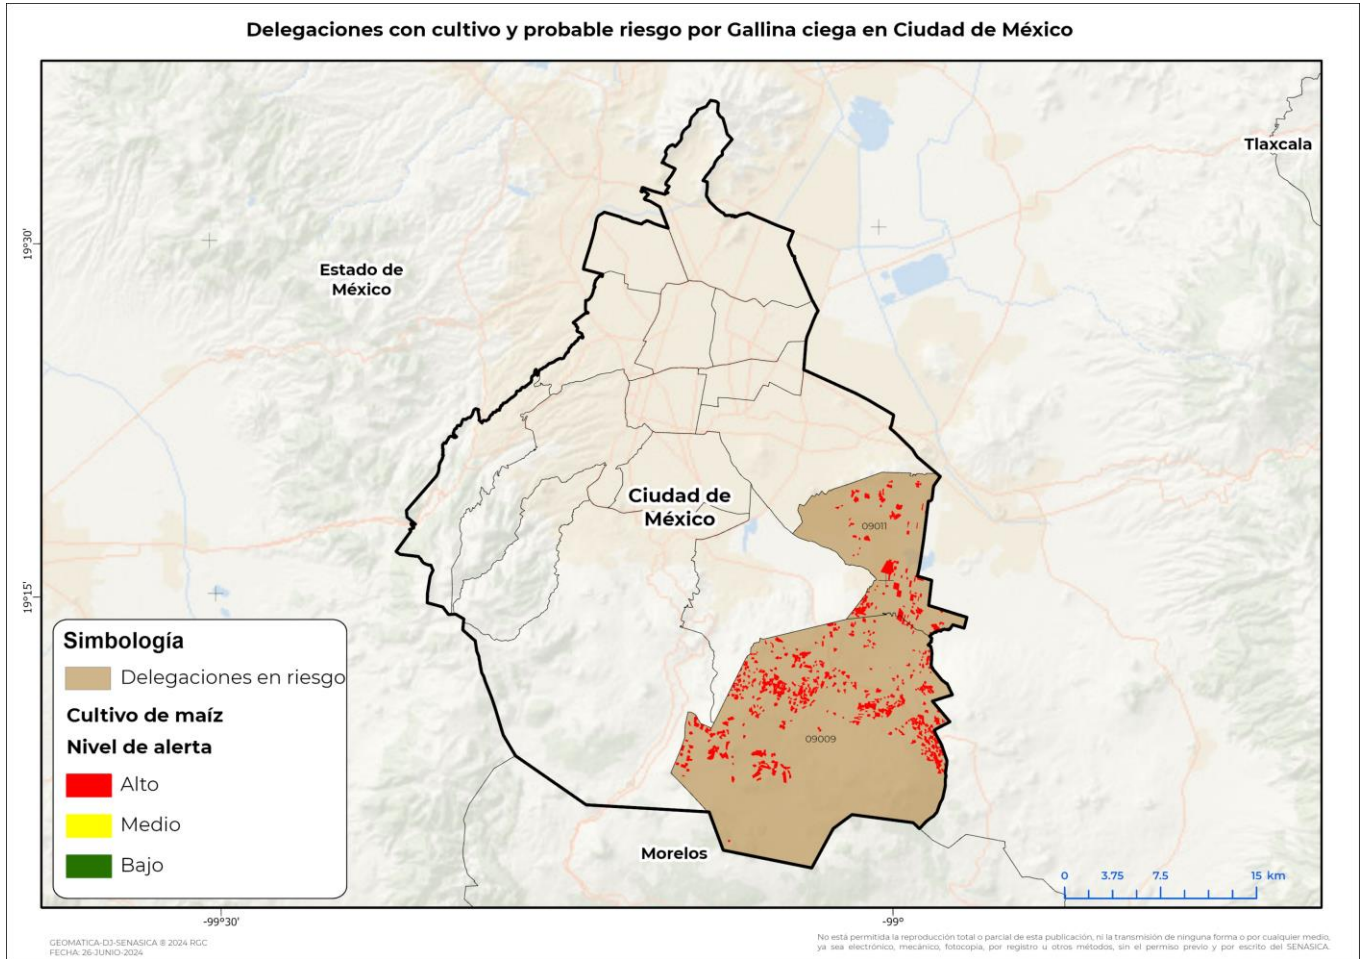 Delegaciones con cultivo y probable riesgo por Gallina ciega en Ciudad de México
Tlaxcala
19°30'
Estado de
México
Ciudad de
México
09011
19°15'
Simbología
Delegaciones en riesgo
Cultivo de maíz
Nivel de alerta
Alto
Medio
Bajo
09009
Morelos
0 3.75 7.5 15 km
-99°30'
-99°
GEOMATICA-DJ-SENASICA ® 2024 RGC
FECHA: 26-JUNIO-2024
No está permitida la reproducción total o parcial de esta publicación, ni la transmisión de ninguna forma o por cualquier medio,
ya sea electrónico, mecánico, fotocopia, por registro u otros métodos, sin el permiso previo y por escrito del SENASICA.